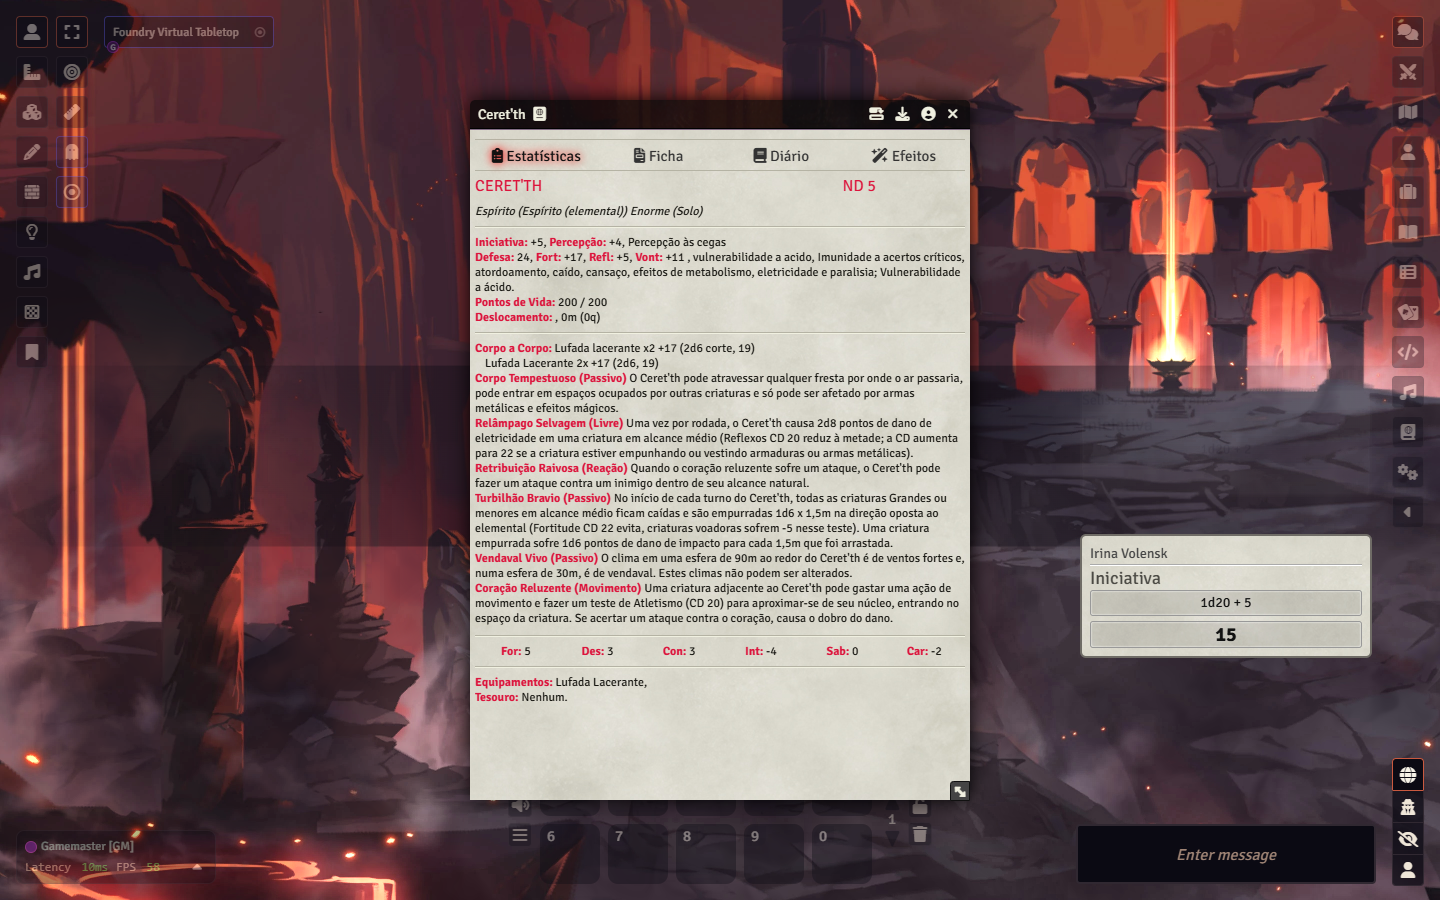 Foundry Virtual Tabletop
G
Ceret'th
Estatísticas
Ficha
Diário
Efeitos
CERET'TH
ND 5
Espírito (Espírito (elemental)) Enorme (Solo)
Iniciativa: +5, Percepção: +4, Percepção às cegas
Defesa: 24, Fort: +17, Refl: +5, Vont: +11 , vulnerabilidade a acido, Imunidade a acertos críticos,
atordoamento, caído, cansaço, efeitos de metabolismo, eletricidade e paralisia; Vulnerabilidade
a ácido.
Pontos de Vida: 200 / 200
Deslocamento: , 0m (0q)
Corpo a Corpo: Lufada lacerante x2 +17 (2d6 corte, 19)
Lufada Lacerante 2x +17 (2d6, 19)
Corpo Tempestuoso (Passivo) O Ceret'th pode atravessar qualquer fresta por onde o ar passaria,
pode entrar em espaços ocupados por outras criaturas e só pode ser afetado por armas
metálicas e efeitos mágicos.
Relâmpago Selvagem (Livre) Uma vez por rodada, o Ceret'th causa 2d8 pontos de dano de
eletricidade em uma criatura em alcance médio (Reflexos CD 20 reduz à metade; a CD aumenta
para 22 se a criatura estiver empunhando ou vestindo armaduras ou armas metálicas).
Retribuição Raivosa (Reação) Quando o coração reluzente sofre um ataque, o Ceret'th pode
fazer um ataque contra um inimigo dentro de seu alcance natural.
Turbilhão Bravio (Passivo) No início de cada turno do Ceret'th, todas as criaturas Grandes ou
menores em alcance médio ficam caídas e são empurradas 1d6 x 1,5m na direção oposta ao
elemental (Fortitude CD 22 evita, criaturas voadoras sofrem -5 nesse teste). Uma criatura
empurrada sofre 1d6 pontos de dano de impacto para cada 1,5m que foi arrastada.
Vendaval Vivo (Passivo) O clima em uma esfera de 90m ao redor do Ceret'th é de ventos fortes e,
numa esfera de 30m, é de vendaval. Estes climas não podem ser alterados.
Coração Reluzente (Movimento) Uma criatura adjacente ao Ceret'th pode gastar uma ação de
movimento e fazer um teste de Atletismo (CD 20) para aproximar-se de seu núcleo, entrando no
espaço da criatura. Se acertar um ataque contra o coração, causa o dobro do dano.
For: 5 Des: 3 Con: 3 Int: -4 Sab: 0 Car: -2
Equipamentos: Lufada Lacerante,
Tesouro: Nenhum.
Irina Volensk
Iniciativa
1d20 + 5
15
1
6 7 8 9 0
Gamemaster [GM]
Latency 10ms FPS 58
Enter message